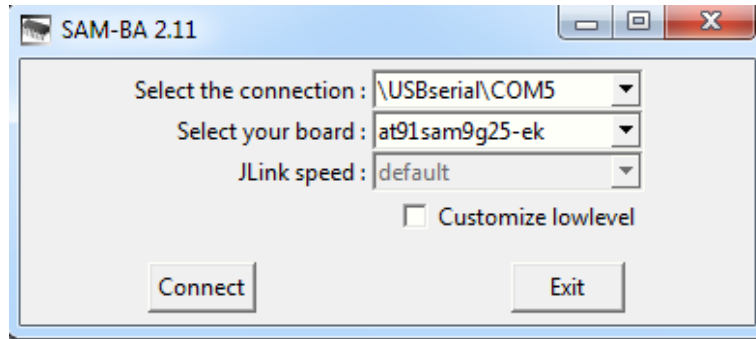 SAM-BA 2.11
Select the connection : \USBserial\COM5
Select your board : at91sam9g25-ek
JLink speed : default
Customize lowlevel
Connect Exit